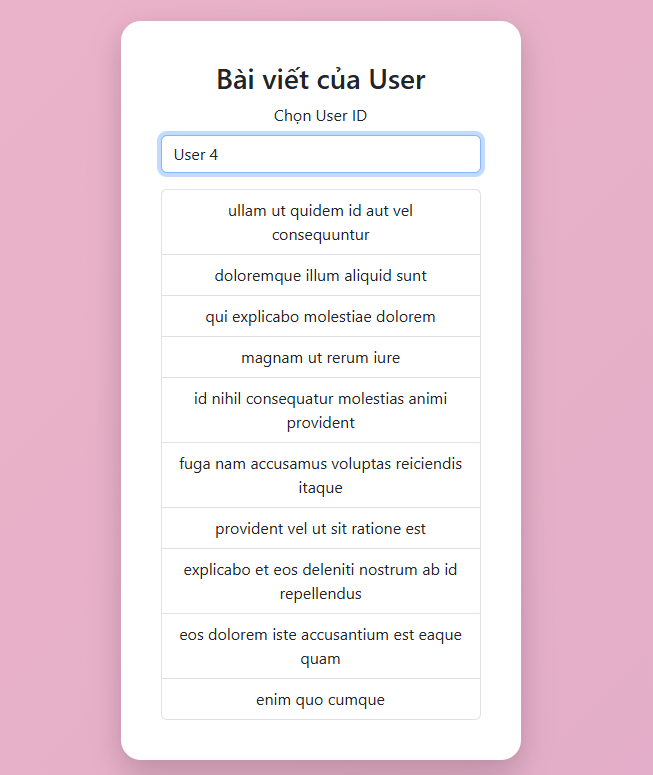 Bài viết của User
Chọn User ID
User 4
ullam ut quidem id aut vel
consequuntur
doloremque illum aliquid sunt
qui explicabo molestiae dolorem
magnam ut rerum iure
id nihil consequatur molestias animi
provident
fuga nam accusamus voluptas reiciendis
itaque
provident vel ut sit ratione est
explicabo et eos deleniti nostrum ab id
repellendus
eos dolorem iste accusantium est eaque
quam
enim quo cumque